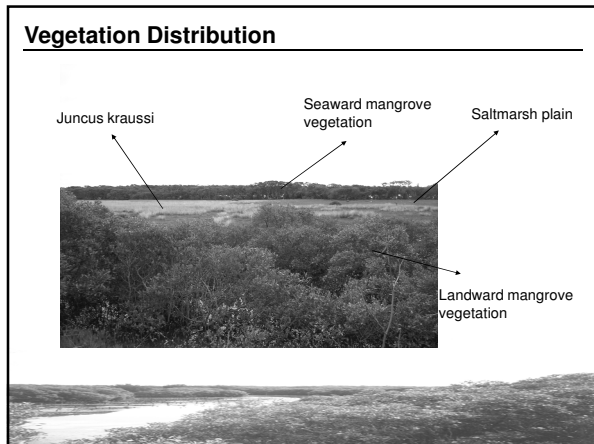 Vegetation Distribution
Juncus kraussi
Seaward mangrove
vegetation
Saltmarsh plain
Landward mangrove
vegetation